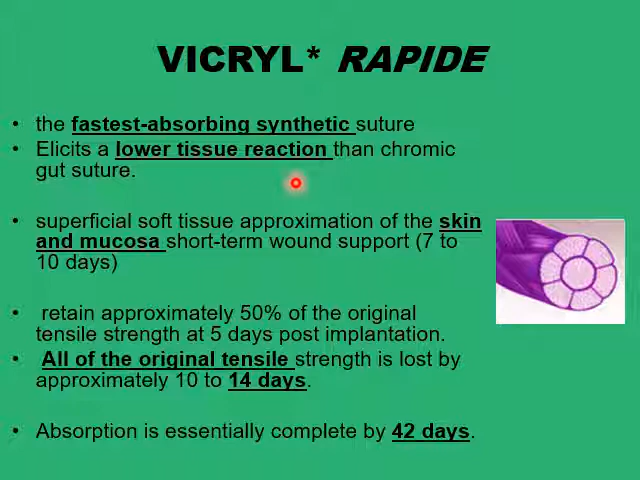 VICRYL* RAPIDE
• the fastest-absorbing synthetic suture
• Elicits a lower tissue reaction than chromic
gut suture.
• superficial soft tissue approximation of the skin
and mucosa short-term wound support (7 to
10 days)
• retain approximately 50% of the original
tensile strength at 5 days post implantation.
• All of the original tensile strength is lost by
approximately 10 to 14 days.
• Absorption is essentially complete by 42 days.